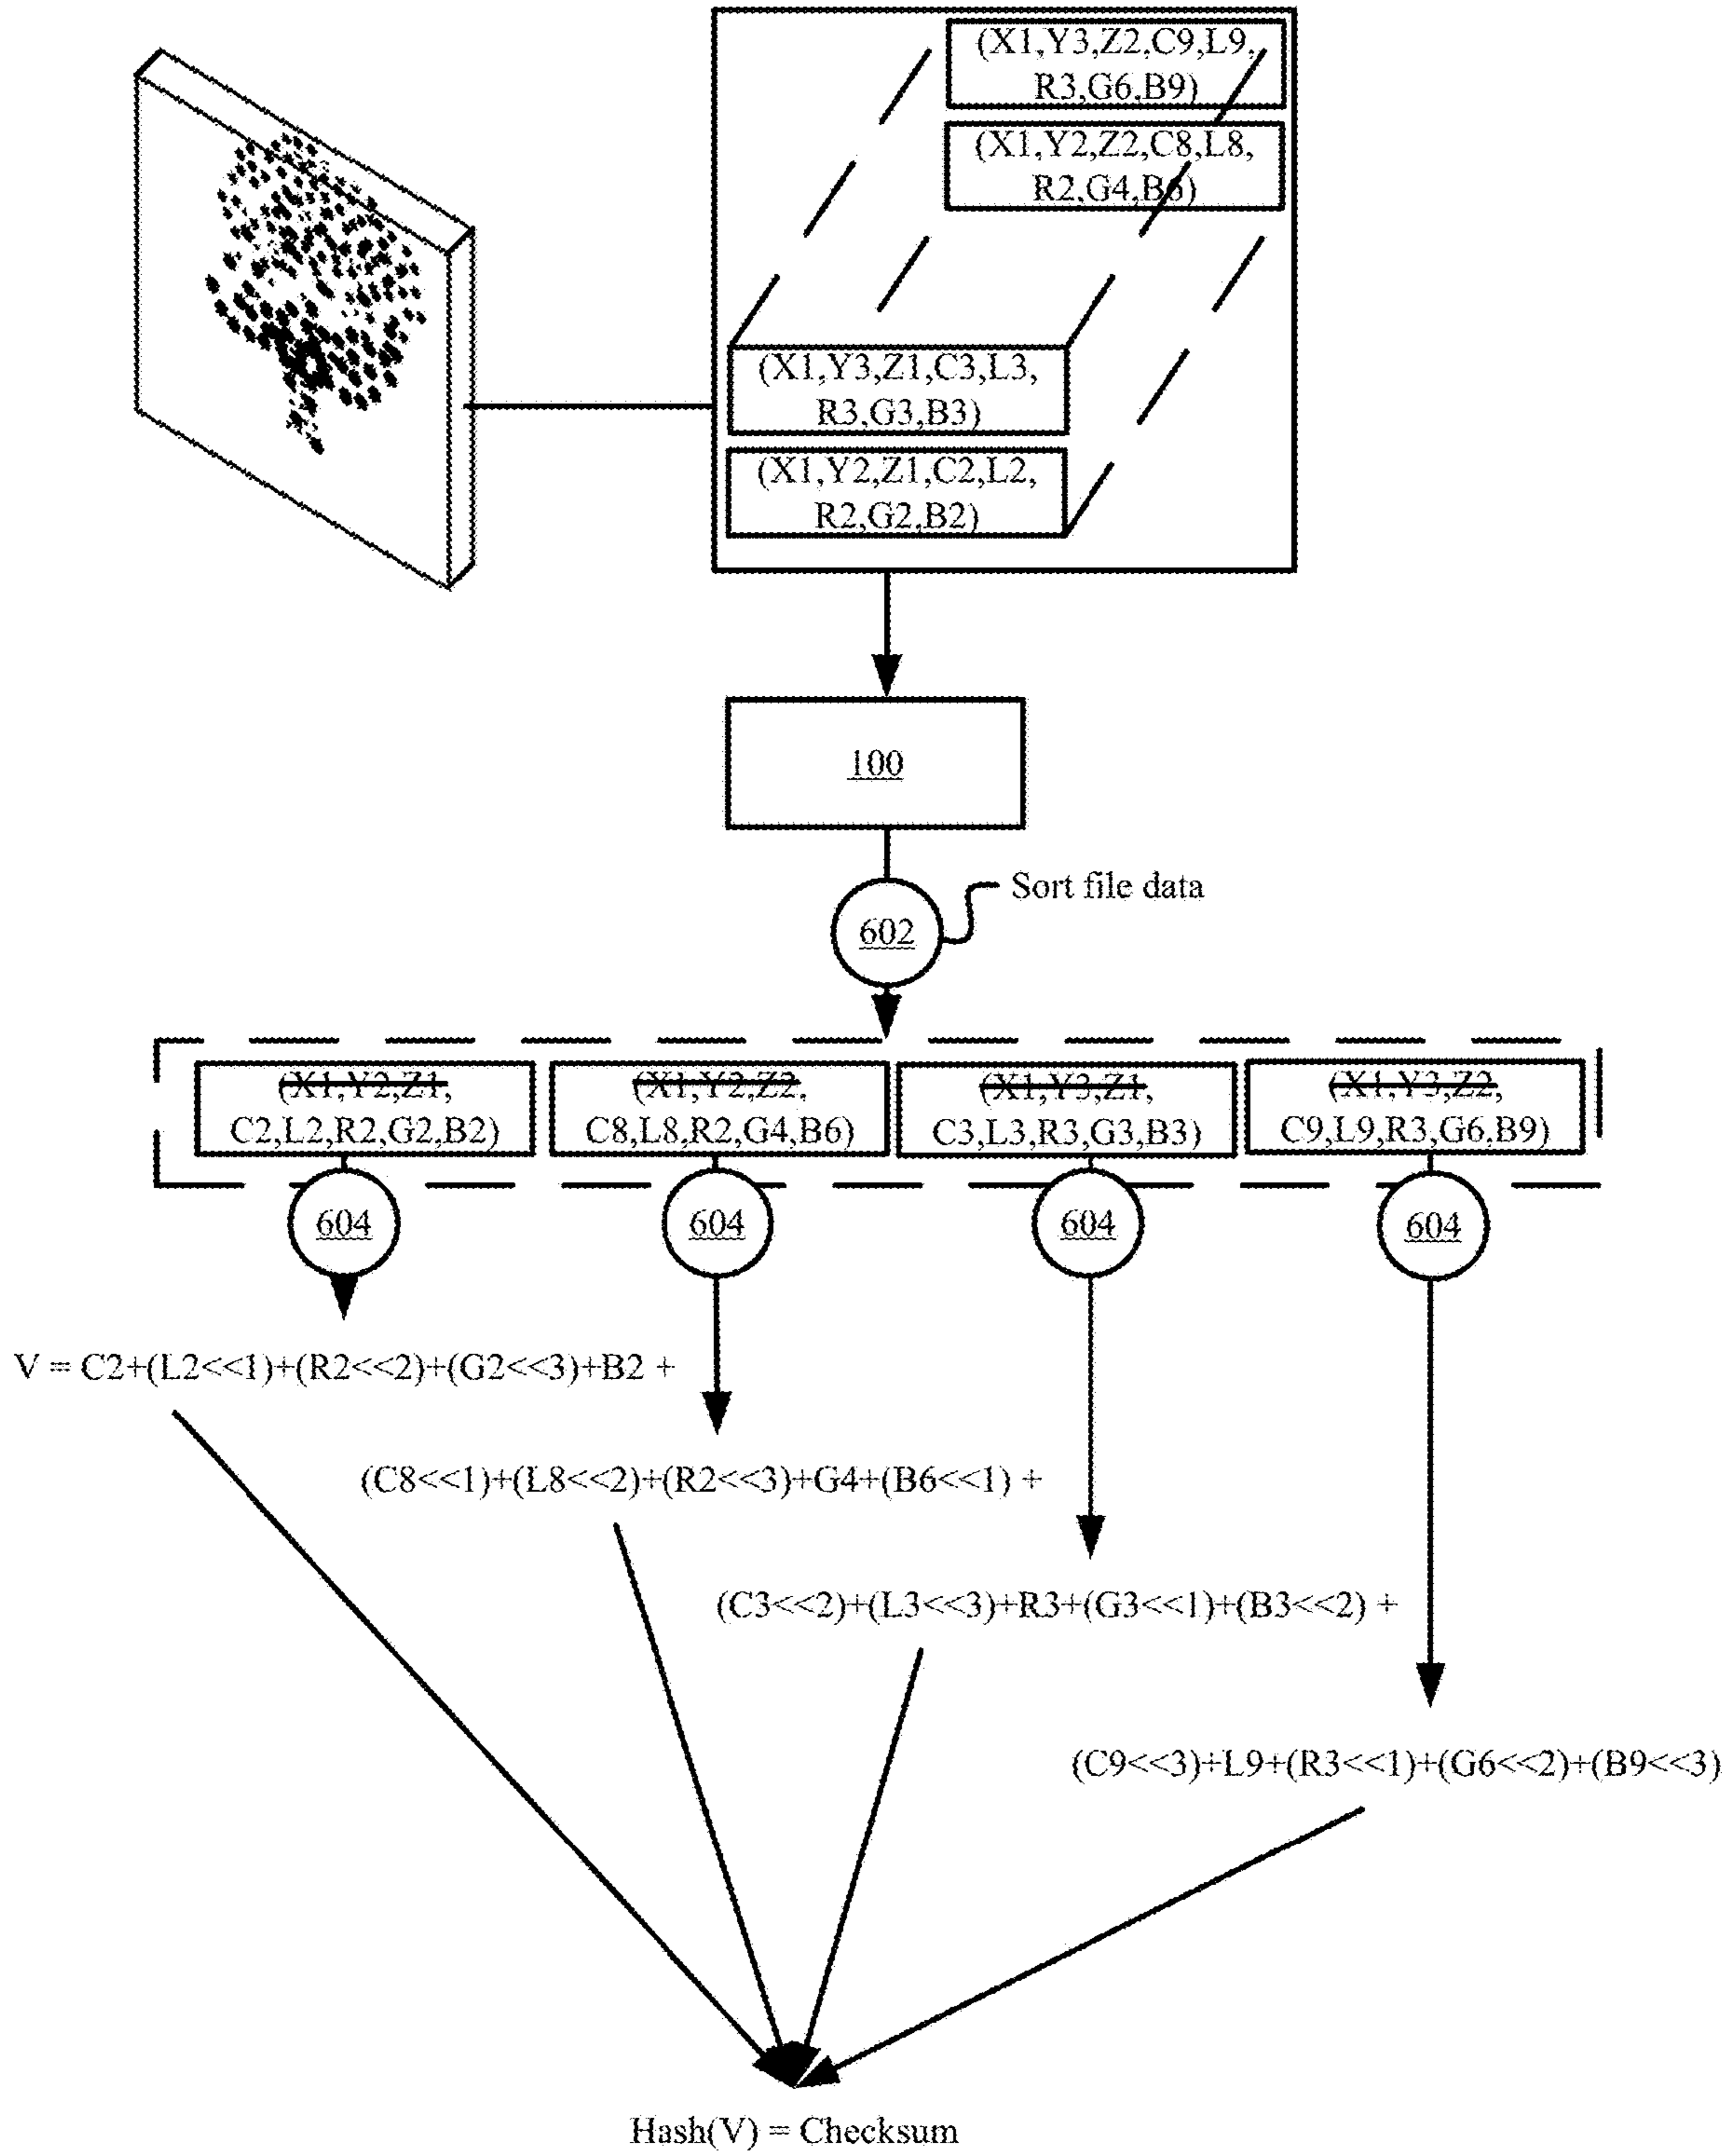 (X1,Y3,Z2,C9,L9,
R3,G6,B9)
(X1,Y2,Z2,C8,L8,
R2,G4,B6)
(X1,Y3,Z1,C3,L3,
R3,G3,B3)
(X1,Y2,Z1,C2,L2,
R2,G2,B2)
100
Sort file data
602
(X1,Y2,Z1,
C2,L2,R2,G2,B2)
(X1,Y2,Z2,
C8,L8,R2,G4,B6)
(X1,Y3,Z1,
C3,L3,R3,G3,B3)
(X1,Y3,Z2,
C9,L9,R3,G6,B9)
604
604
604
604
V = C2+(L2<<1)+(R2<<2)+(G2<<3)+B2 +
(C8<<1)+(L8<<2)+(R2<<3)+G4+(B6<<1) +
(C3<<2)+(L3<<3)+R3+(G3<<1)+(B3<<2) +
(C9<<3)+L9+(R3<<1)+(G6<<2)+(B9<<3)
Hash(V) = Checksum